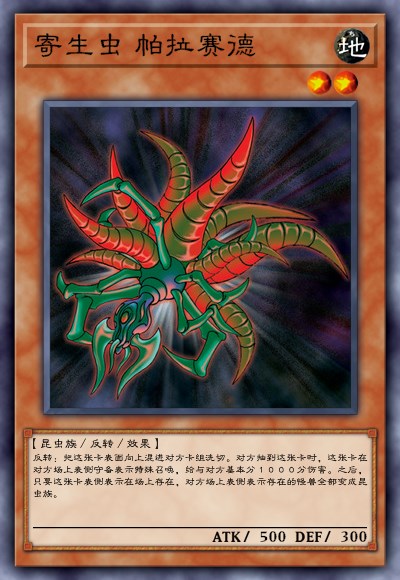 寄生虫 帕拉赛德
地
【昆虫族／反转／效果】
反转：把这张卡表面向上混进对方卡组洗切。对方抽到这张卡时，这张卡在
对方场上表侧守备表示特殊召唤，给与对方基本分１０００分伤害。之后，
只要这张卡表侧表示在场上存在，对方场上表侧表示存在的怪兽全部变成昆
虫族。
ATK/ 500 DEF/ 300